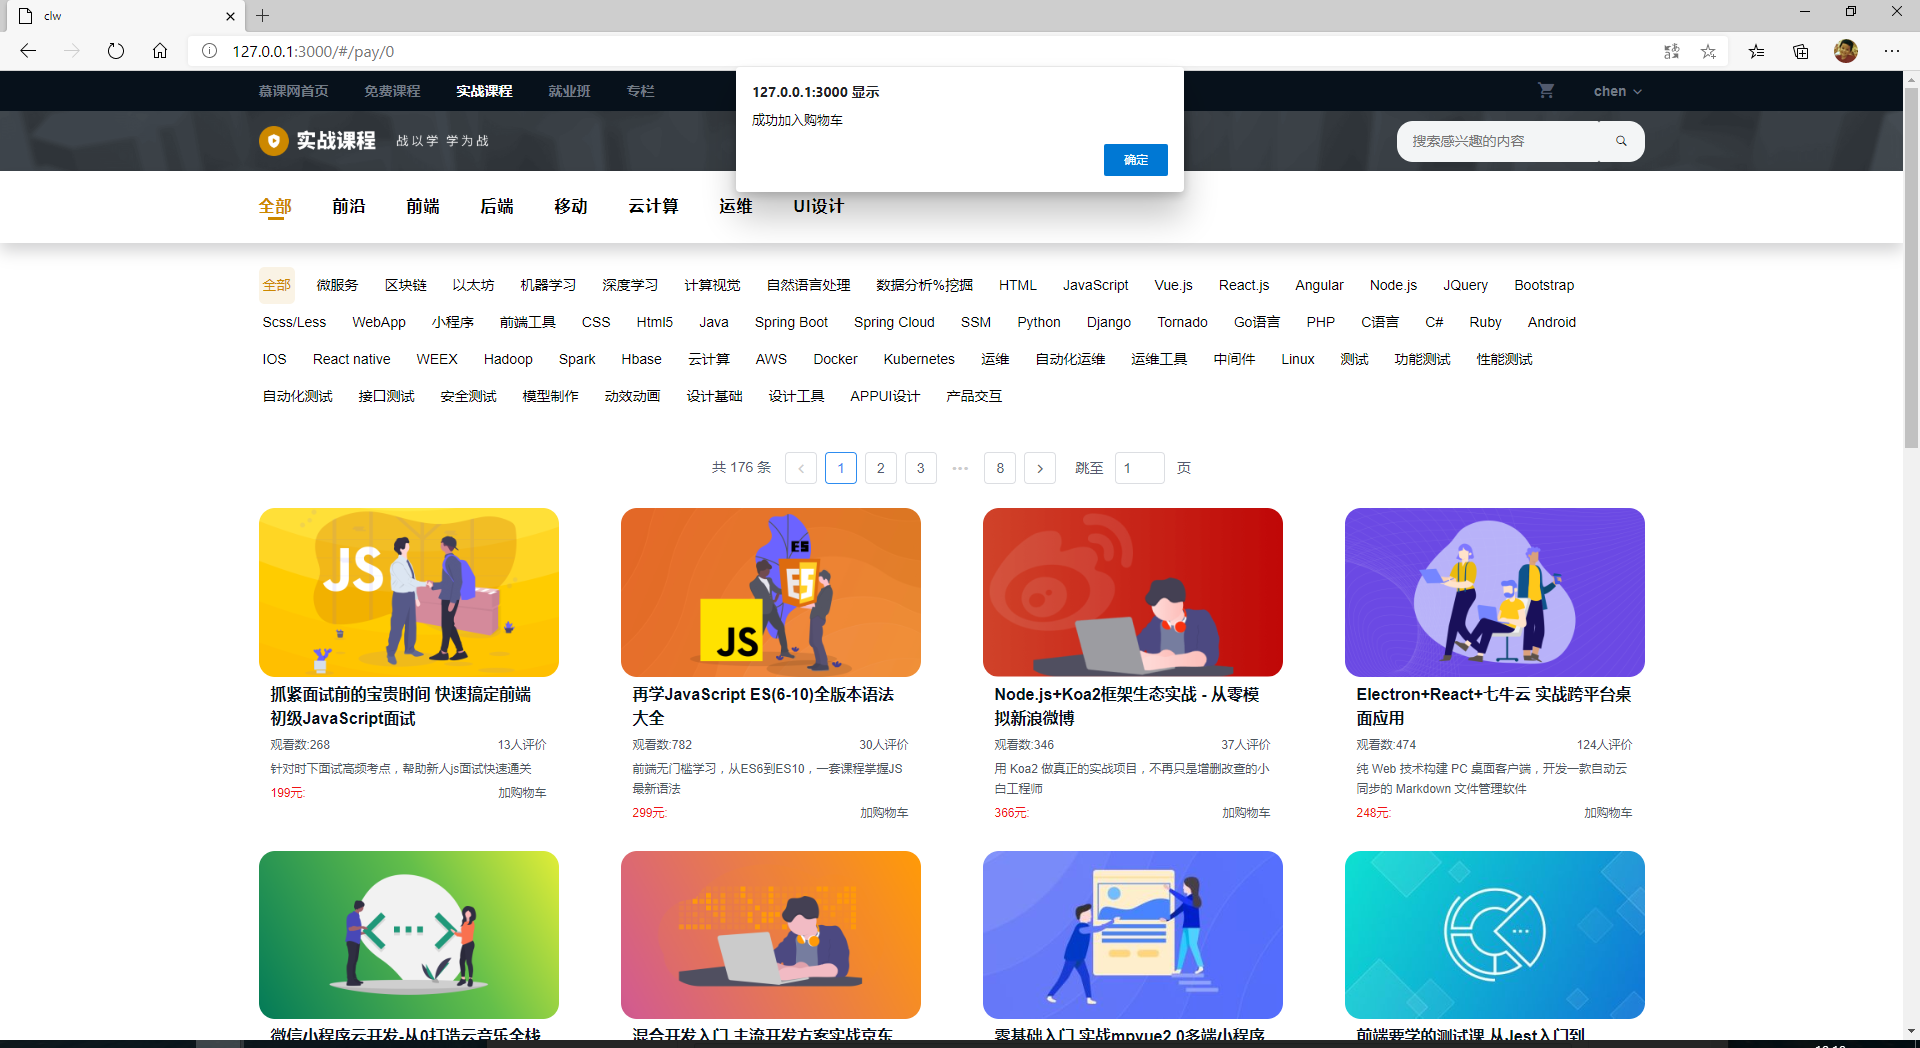 clw
127.0.0.1:3000/#/pay/0
慕课网首页 免费课程 实战课程 就业班 专栏
chen
127.0.0.1:3000 显示
成功加入购物车
确定
实战课程 战以学 学为战
搜索感兴趣的内容
全部 前沿 前端 后端 移动 云计算 运维 UI设计
全部 微服务 区块链 以太坊 机器学习 深度学习 计算视觉 自然语言处理 数据分析%挖掘 HTML JavaScript Vue.js React.js Angular Node.js JQuery Bootstrap
Scss/Less WebApp 小程序 前端工具 CSS Html5 Java Spring Boot Spring Cloud SSM Python Django Tornado Go语言 PHP C语言 C# Ruby Android
IOS React native WEEX Hadoop Spark Hbase 云计算 AWS Docker Kubernetes 运维 自动化运维 运维工具 中间件 Linux 测试 功能测试 性能测试
自动化测试 接口测试 安全测试 模型制作 动效动画 设计基础 设计工具 APPUI设计 产品交互
共 176 条 1 2 3 ••• 8 跳至 1 页
JS
抓紧面试前的宝贵时间 快速搞定前端
初级JavaScript面试
观看数:268 13人评价
针对时下面试高频考点，帮助新人js面试快速通关
199元: 加购物车
ES
ES
JS
再学JavaScript ES(6-10)全版本语法
大全
观看数:782 30人评价
前端无门槛学习，从ES6到ES10，一套课程掌握JS
最新语法
299元: 加购物车
Node.js+Koa2框架生态实战 - 从零模
拟新浪微博
观看数:346 37人评价
用 Koa2 做真正的实战项目，不再只是增删改查的小
白工程师
366元: 加购物车
Electron+React+七牛云 实战跨平台桌
面应用
观看数:474 124人评价
纯 Web 技术构建 PC 桌面客户端，开发一款自动云
同步的 Markdown 文件管理软件
248元: 加购物车
微信小程序云开发-从0打造云音乐全栈
混合开发入门 主流开发方案实战京东
零基础入门 实战mpvue2.0多端小程序
前端要学的测试课 从Jest入门到